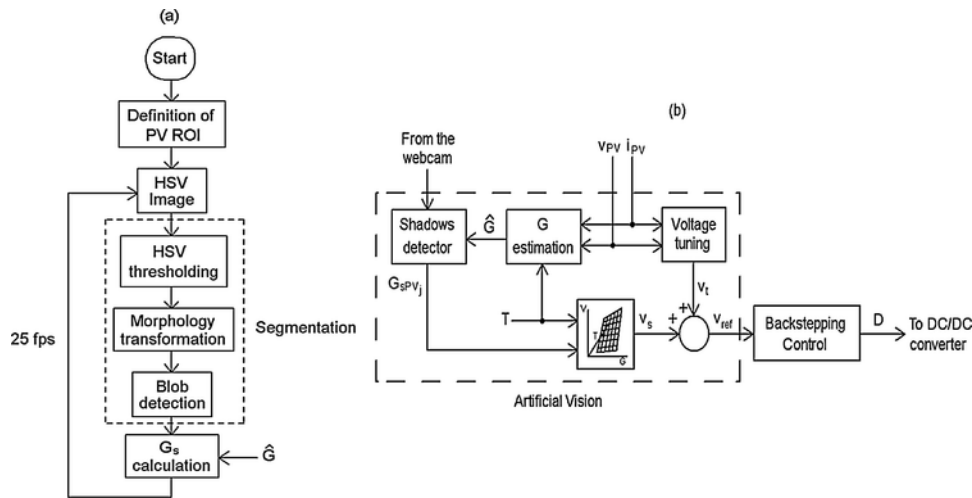 (a)
Start
Definition of
PV ROI
HSV
Image
HSV
thresholding
Morphology
transformation
Segmentation
Blob
detection
25 fps
Gs
calculation
Ĝ
(b)
From the
webcam
vPV iPV
Shadows
detector
Ĝ
G
estimation
Voltage
tuning
GsPVj
vt
T
V
T
G
vs
+
+
vref
Backstepping
Control
D
To DC/DC
converter
Artificial Vision